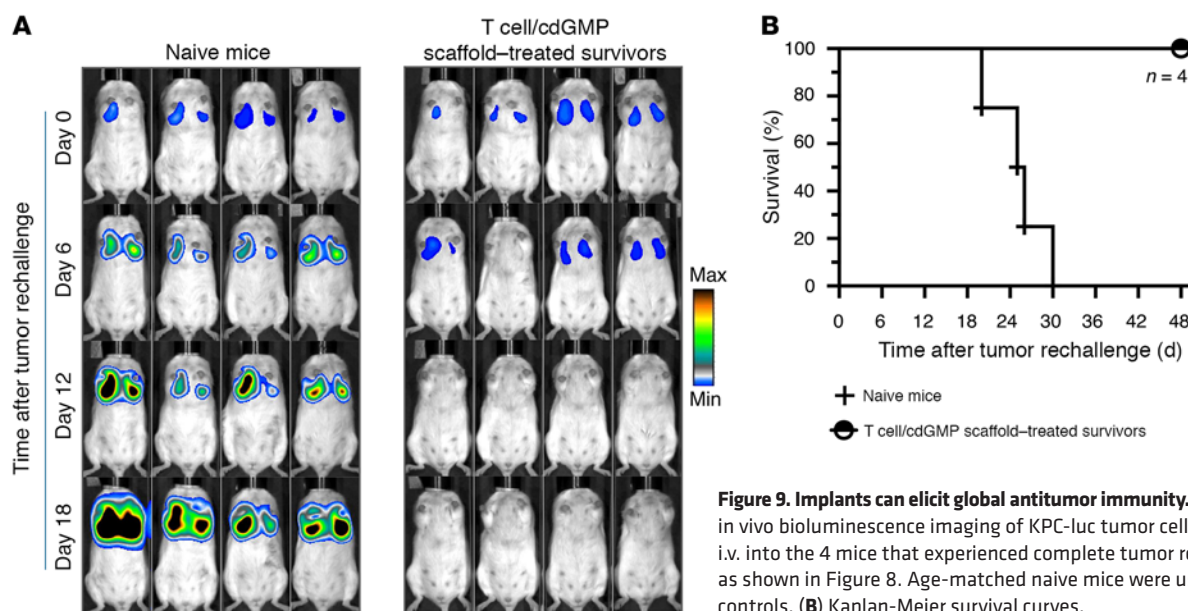 A
Naive mice
T cell/cdGMP
scaffold–treated survivors
Time after tumor rechallenge
Day 0
Day 6
Day 12
Day 18
Max
Min
B
Survival (%)
100
80
60
40
20
0
n = 4
0 6 12 18 24 30 36 42 48
Time after tumor rechallenge (d)
Naive mice
T cell/cdGMP scaffold–treated survivors
Figure 9. Implants can elicit global antitumor immunity.
in vivo bioluminescence imaging of KPC-luc tumor cell
i.v. into the 4 mice that experienced complete tumor re
as shown in Figure 8. Age-matched naive mice were u
controls. (B) Kaplan-Meier survival curves.